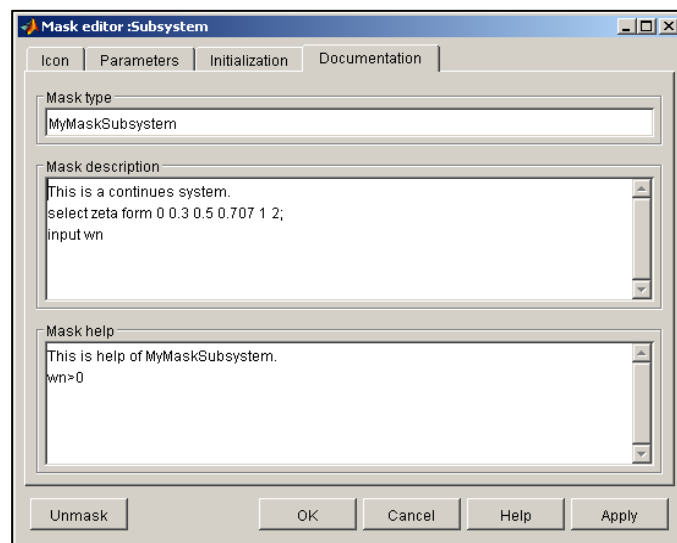 Mask editor :Subsystem
Icon Parameters Initialization Documentation
Mask type
MyMaskSubsystem
Mask description
This is a continues system.
select zeta form 0 0.3 0.5 0.707 1 2;
input wn
Mask help
This is help of MyMaskSubsystem.
wn>0
Unmask OK Cancel Help Apply